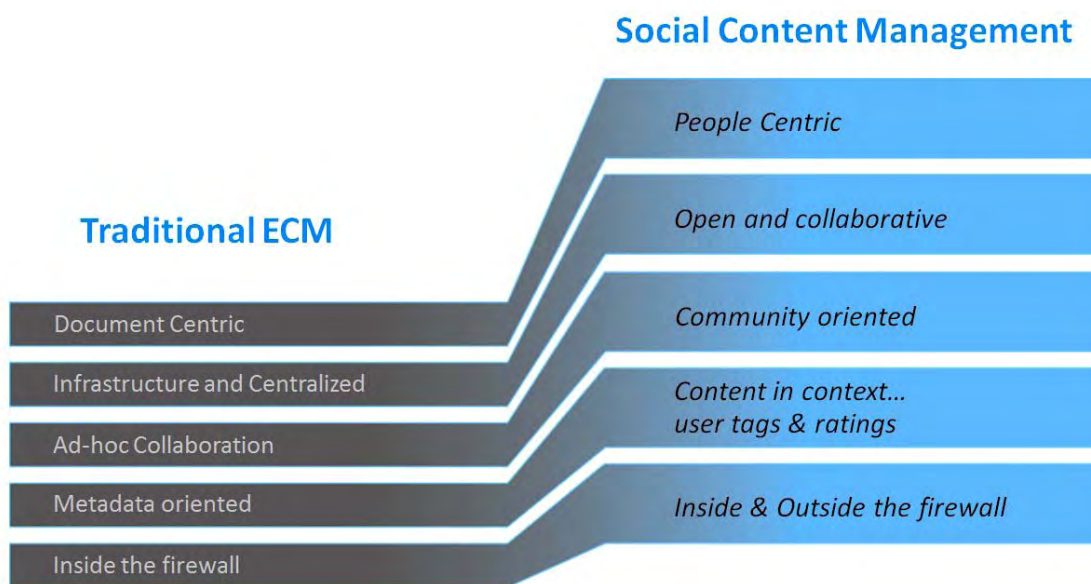 Social Content Management
People Centric
Traditional ECM
Open and collaborative
Document Centric
Community oriented
Infrastructure and Centralized
Content in context...
user tags & ratings
Ad-hoc Collaboration
Metadata oriented
Inside & Outside the firewall
Inside the firewall